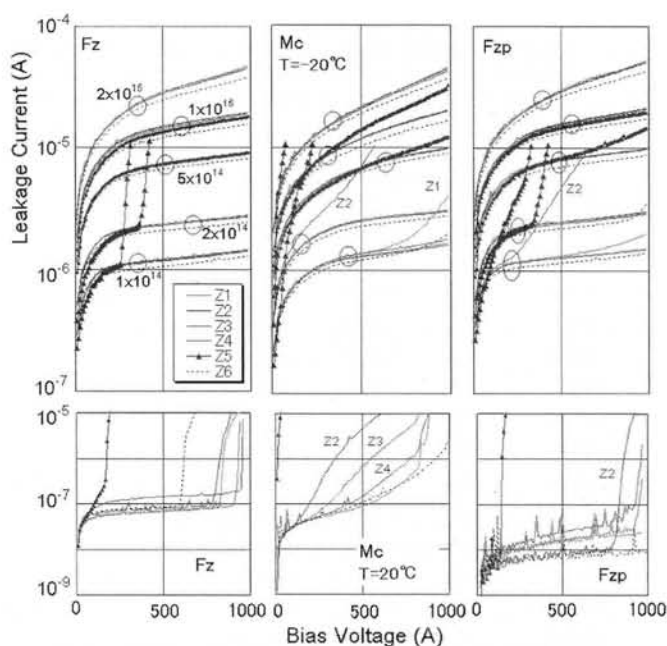 10-4
Fz
Mc
T=-20℃
Fzp
2x1016
1x1016
10-5
5x1014
Z2
Z1
Z2
2x1014
10-6
1x1014
Z1
Z2
Z3
Z4
Z5
Z6
10-7
Leakage Current (A)
10-5
Z2
Z3
Z4
Z2
10-7
Fz
Mc
T=20℃
Fzp
10-9
0
500
1000
0
500
1000
0
500
1000
Bias Voltage (A)